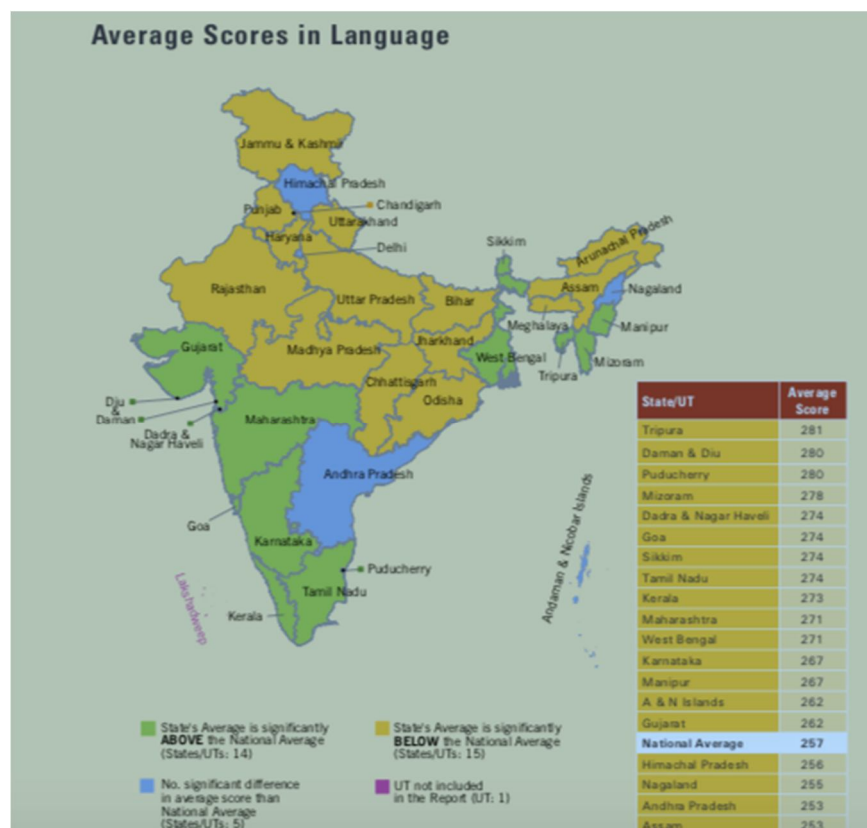 Average Scores in Language
Jammu & Kashmir
Himachal Pradesh
Punjab
Chandigarh
Uttarakhand
Haryana
Delhi
Sikkim
Arunachal Pradesh
Rajasthan
Uttar Pradesh
Bihar
Assam
Nagaland
Meghalaya
Manipur
Gujarat
Madhya Pradesh
Jharkhand
West Bengal
Mizoram
Tripura
Chhattisgarh
Odisha
Diu
&
Daman
Dadra &
Nagar Haveli
Maharashtra
Andhra Pradesh
Goa
Karnataka
Puducherry
Tamil Nadu
Kerala
Lakshadweep
Andaman & Nicobar Islands
State/UT Average Score
Tripura 281
Daman & Diu 280
Puducherry 280
Mizoram 278
Dadra & Nagar Haveli 274
Goa 274
Sikkim 274
Tamil Nadu 274
Kerala 273
Maharashtra 271
West Bengal 271
Karnataka 267
Manipur 267
A & N Islands 262
Gujarat 262
National Average 257
Himachal Pradesh 256
Nagaland 255
Andhra Pradesh 253
Assam 253
State's Average is significantly
ABOVE the National Average
(States/UTs: 14)
State's Average is significantly
BELOW the National Average
(States/UTs: 15)
No. significant difference
in average score than
National Average
(States/UTs: 5)
UT not included
in the Report (UT: 1)